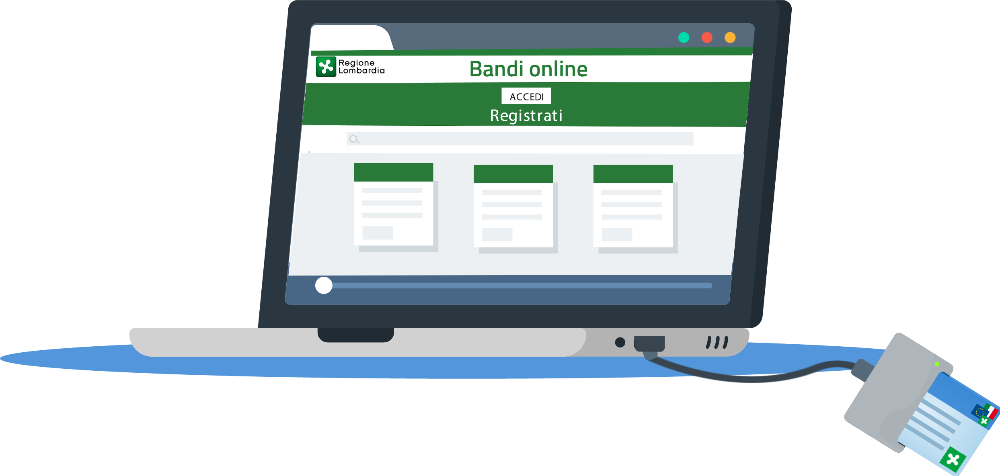 Regione
Lombardia
Bandi online
ACCEDI
Registrati